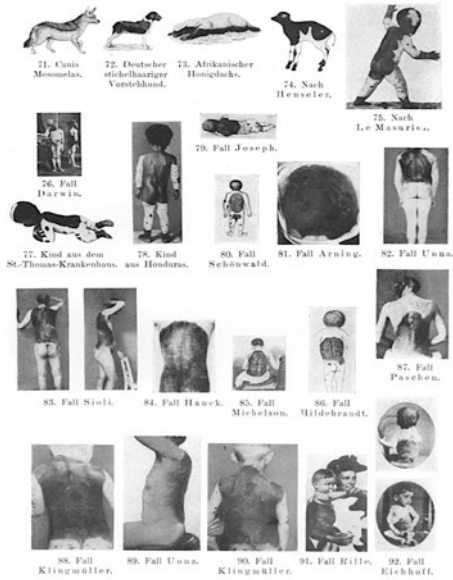 71. Canis
Mesomelas.
72. Deutscher
stichelhaariger
Vorstehhund.
73. Afrikanischer
Honigdachs.
74. Nach
Henseler.
75. Nach
Le Masurier.
76. Fall
Darwin.
77. Kind aus dem
St.-Thomas-Krankenhaus.
78. Kind
aus Honduras.
79. Fall Joseph.
80. Fall
Schönwald.
81. Fall Arning.
82. Fall Unna.
83. Fall Sioli.
84. Fall Hauck.
85. Fall
Michelson.
86. Fall
Hildebrandt.
87. Fall
Paschen.
88. Fall
Klingmüller.
89. Fall Unna.
90. Fall
Klingmüller.
91. Fall Rille.
92. Fall
Eichhoff.